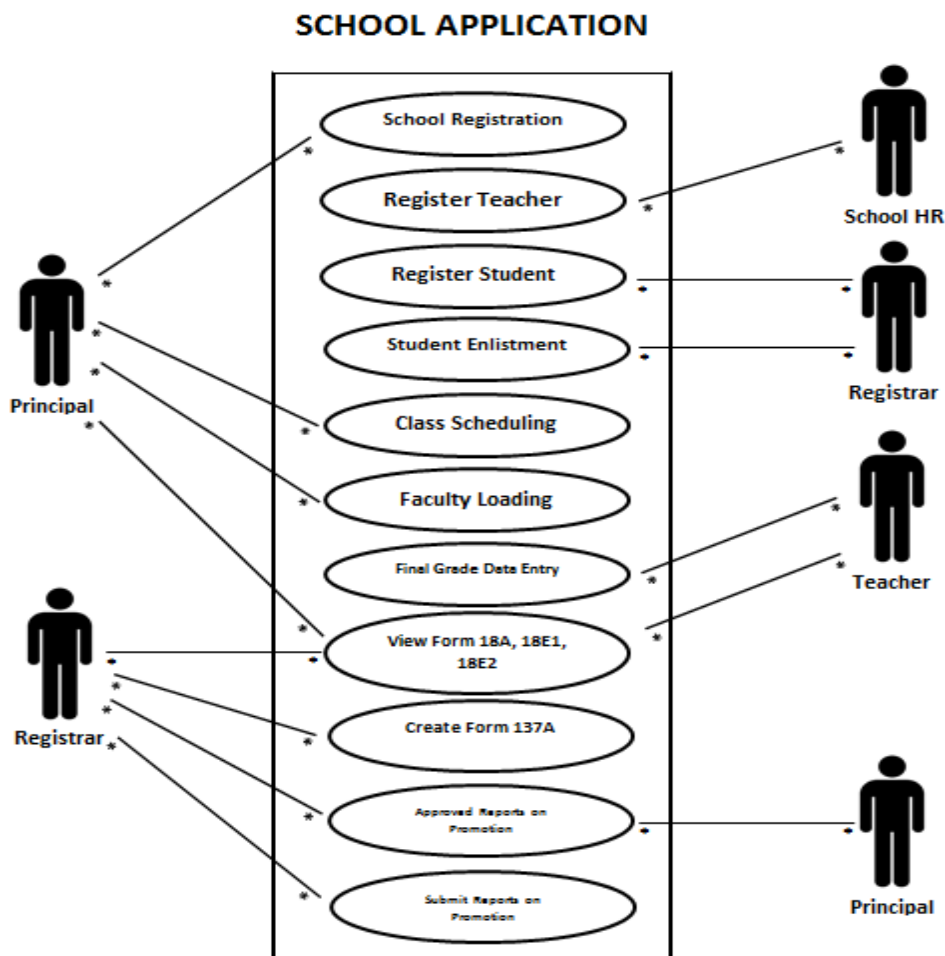 SCHOOL APPLICATION
School Registration
Register Teacher
School HR
Register Student
Student Enlistment
Principal
Registrar
Class Scheduling
Faculty Loading
Final Grade Data Entry
Teacher
View Form 18A, 18E1,
18E2
Registrar
Create Form 137A
Approved Reports on
Promotion
Submit Reports on
Promotion
Principal